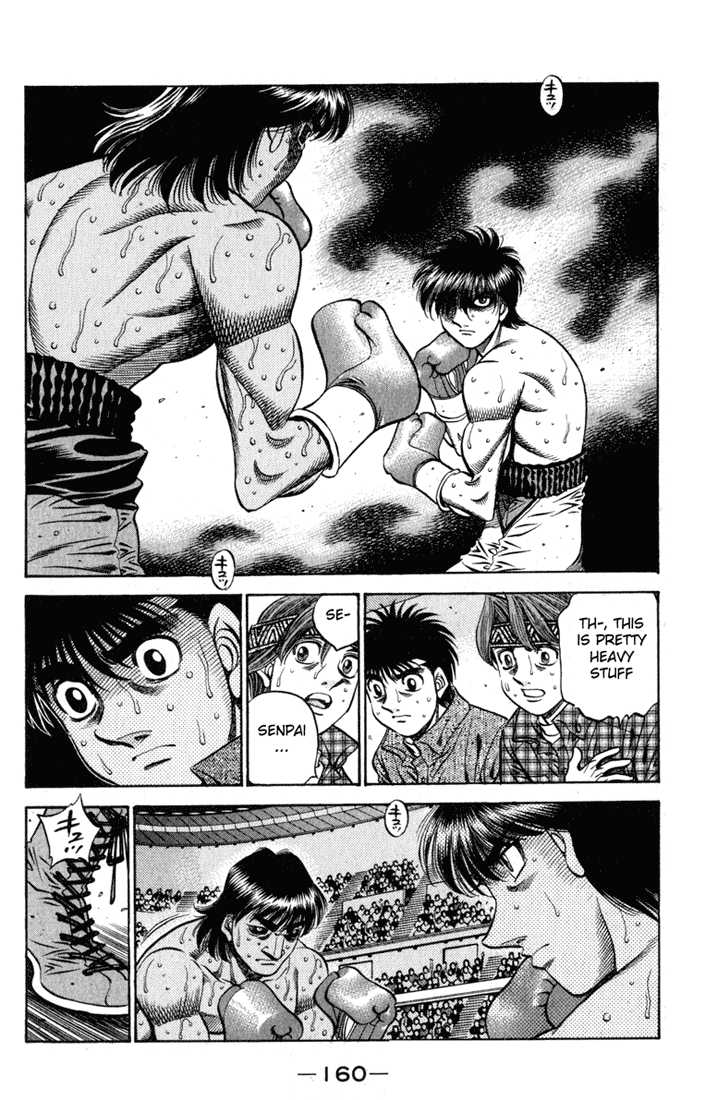 キュッ
キュッ
TH-, THIS
IS PRETTY
HEAVY
STUFF
SE-
SENPAI
...
キュッ
キュッ…
—160—